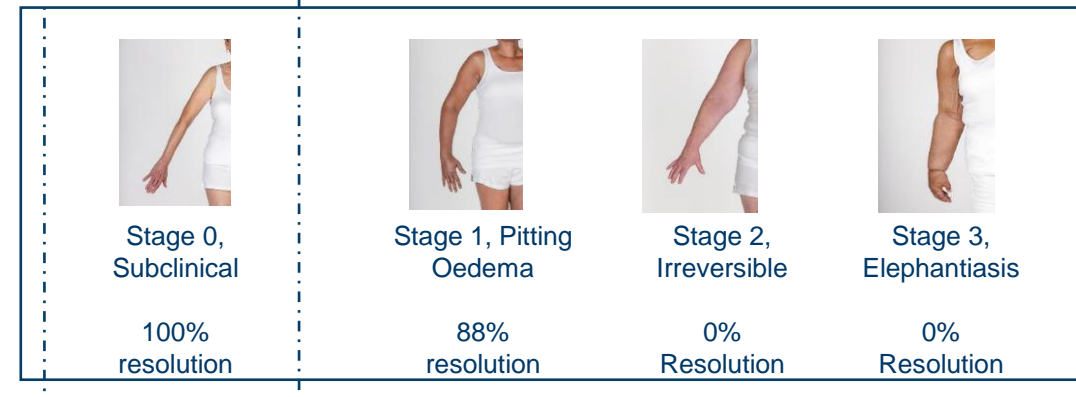 Stage 0,
Subclinical
100%
resolution
Stage 1, Pitting
Oedema
88%
resolution
Stage 2,
Irreversible
0%
Resolution
Stage 3,
Elephantiasis
0%
Resolution